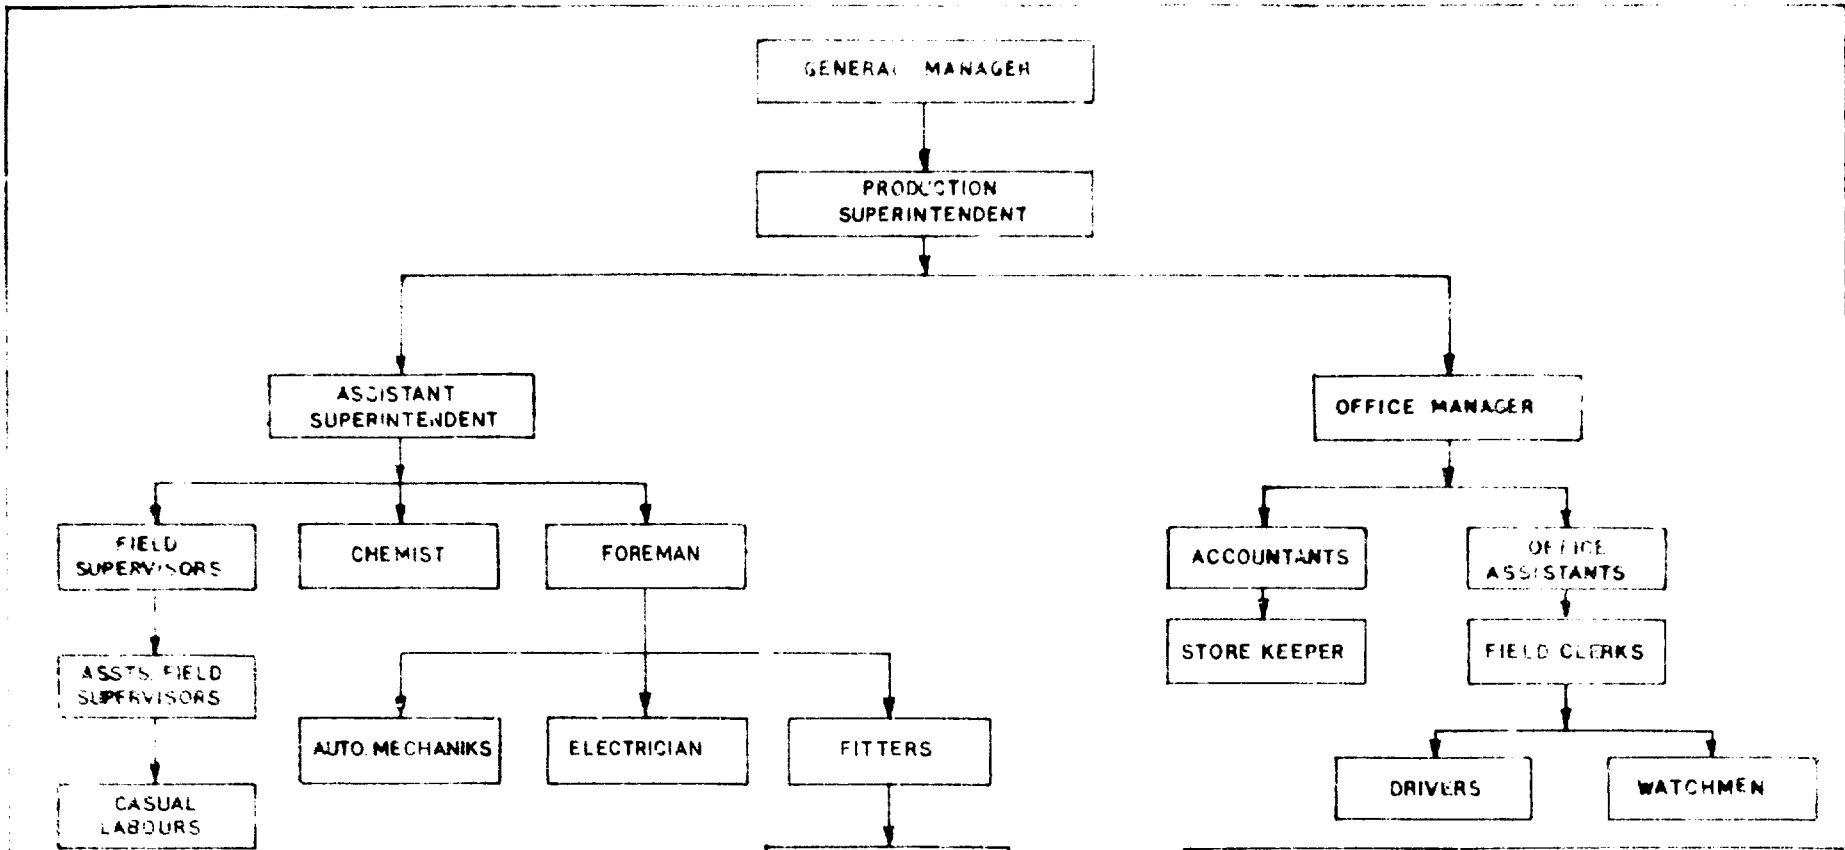 GENERAL MANAGER
PRODUCTION
SUPERINTENDENT
ASSISTANT
SUPERINTENDENT
OFFICE MANAGER
FIELD
SUPERVISORS
CHEMIST
FOREMAN
ACCOUNTANTS
OFFICE
ASSISTANTS
STORE KEEPER
FIELD CLERKS
ASSTS. FIELD
SUPERVISORS
AUTO. MECHANIKS
ELECTRICIAN
FITTERS
DRIVERS
WATCHMEN
CASUAL
LABOURS